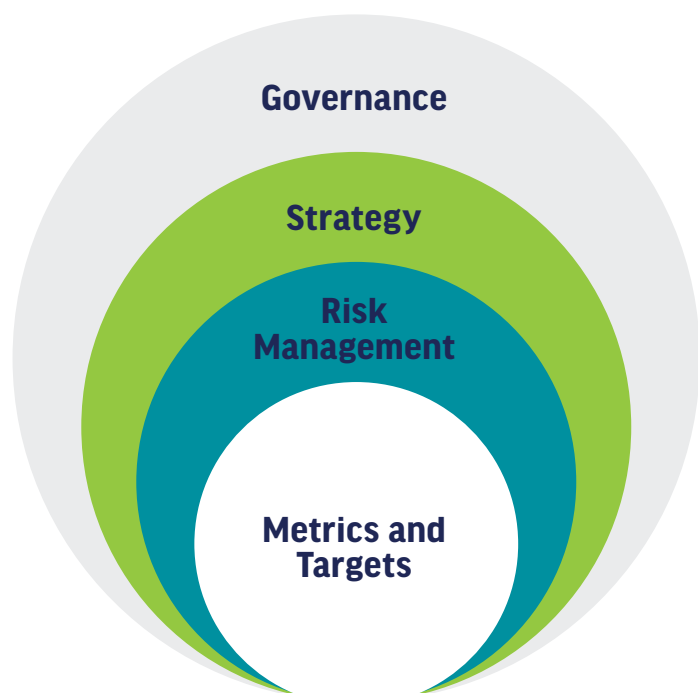 Governance
Strategy
Risk
Management
Metrics and
Targets